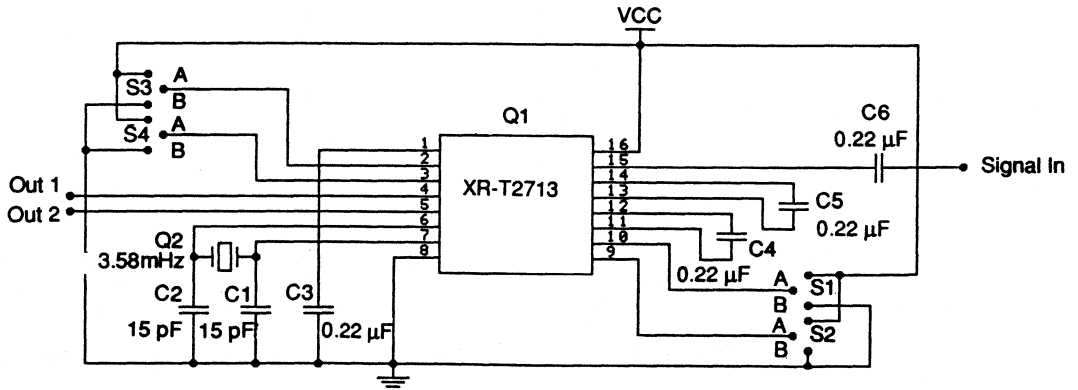 VCC
S3 A
B
S4 A
B
Q1
C6
0.22 µF
Signal In
1
2
3
4
5
6
7
8
XR-T2713
16
15
14
13
12
11
10
9
Out 1
Out 2
C5
0.22 µF
C4
0.22 µF
Q2
3.58mHz
C2
15 pF
C1
15 pF
C3
0.22 µF
A
S1
B
A
S2
B